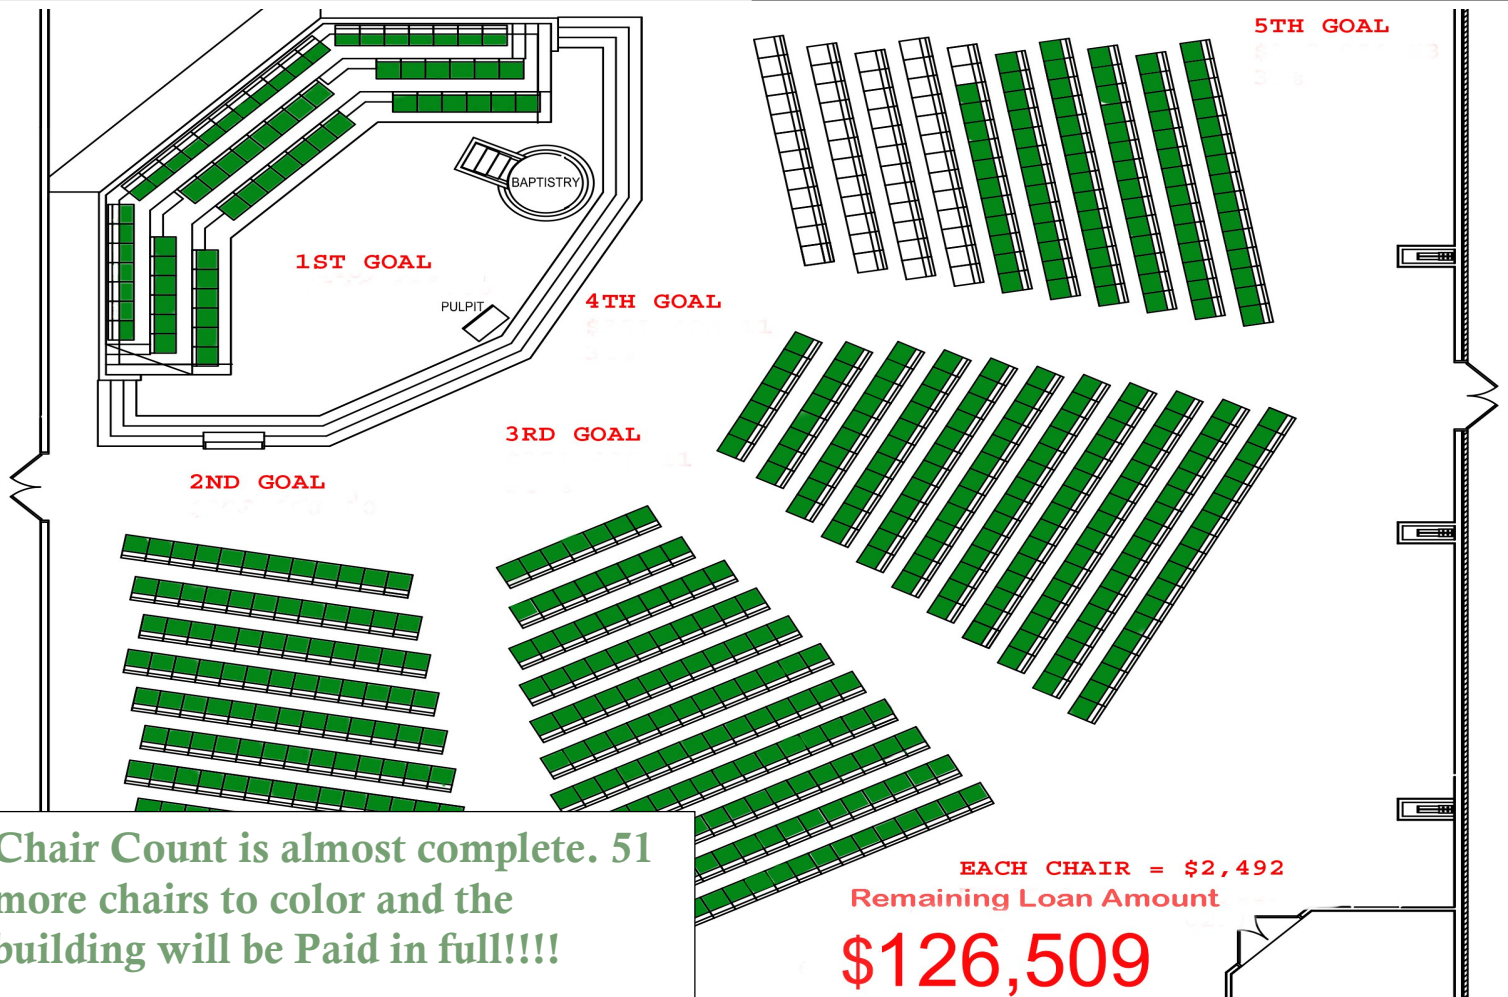 5TH GOAL
BAPTISTRY
1ST GOAL
PULPIT
4TH GOAL
3RD GOAL
2ND GOAL
Chair Count is almost complete. 51
more chairs to color and the
building will be Paid in full!!!!
EACH CHAIR = $2,492
Remaining Loan Amount
$126,509